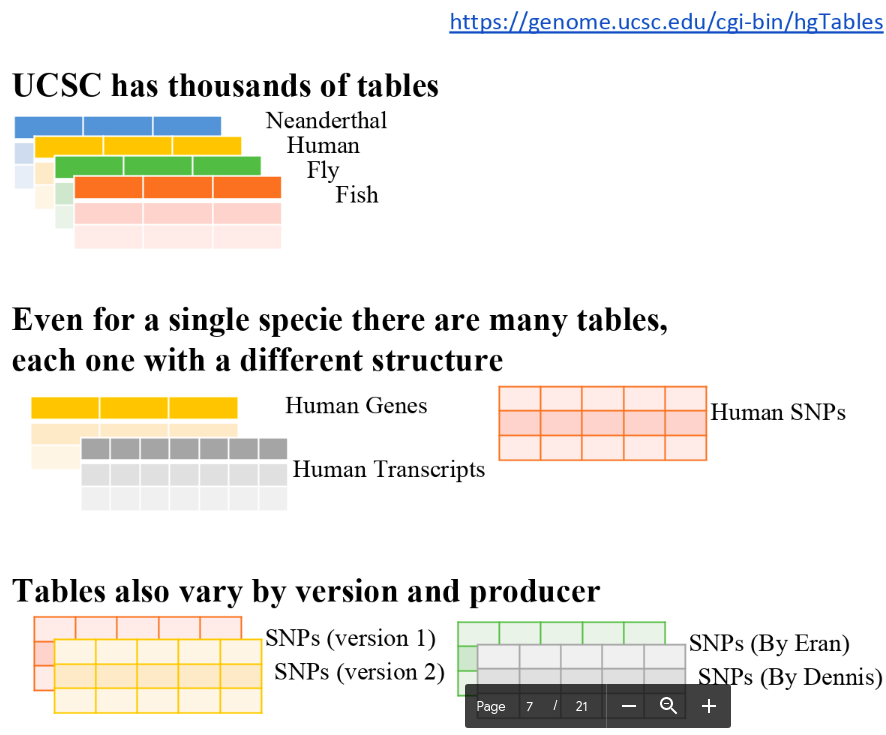 https://genome.ucsc.edu/cgi-bin/hgTables
UCSC has thousands of tables
Neanderthal
Human
Fly
Fish
Even for a single specie there are many tables,
each one with a different structure
Human Genes
Human SNPs
Human Transcripts
Tables also vary by version and producer
SNPs (version 1)
SNPs (version 2)
SNPs (By Eran)
SNPs (By Dennis)
Page 7 / 21